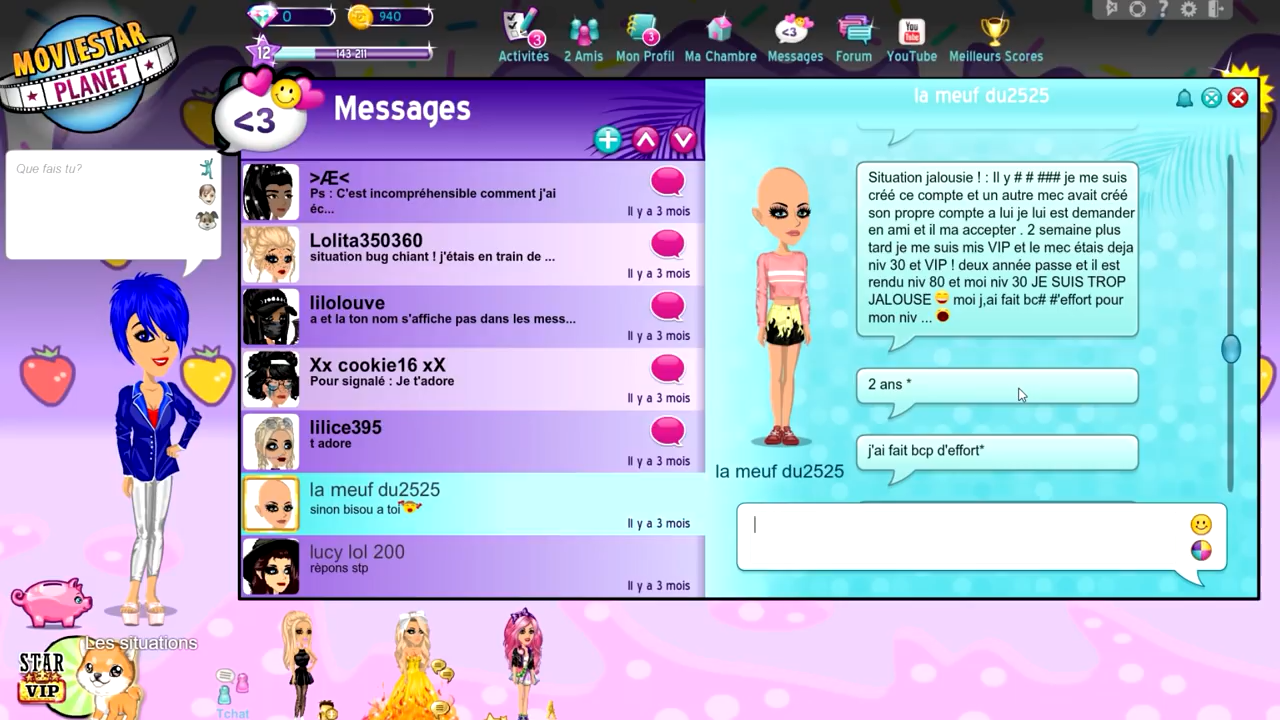 MOVIESTAR
PLANET
0
940
12
143 211
3
Activités
2 Amis
3
Mon Profil
Ma Chambre
<3
Messages
Forum
You
Tube
YouTube
Meilleurs Scores
Que fais tu?
<3
Messages
>Æ<
Ps : C'est incompréhensible comment j'ai
éc...
Il y a 3 mois
Lolita350360
situation bug chiant ! j'étais en train de ...
Il y a 3 mois
lilolouve
a et la ton nom s'affiche pas dans les mess...
Il y a 3 mois
Xx cookie16 xX
Pour signalé : Je t'adore
Il y a 3 mois
lilice395
t adore
Il y a 3 mois
la meuf du2525
sinon bisou a toi
Il y a 3 mois
lucy lol 200
rèpons stp
Il y a 3 mois
la meuf du2525
Situation jalousie ! : Il y # # ### je me suis
créé ce compte et un autre mec avait créé
son propre compte a lui je lui est demander
en ami et il ma accepter . 2 semaine plus
tard je me suis mis VIP et le mec étais deja
niv 30 et VIP ! deux année passe et il est
rendu niv 80 et moi niv 30 JE SUIS TROP
JALOUSE moi j,ai fait bc# #'effort pour
mon niv ...
2 ans *
j'ai fait bcp d'effort*
la meuf du2525
Les situations
STAR
VIP
Tchat